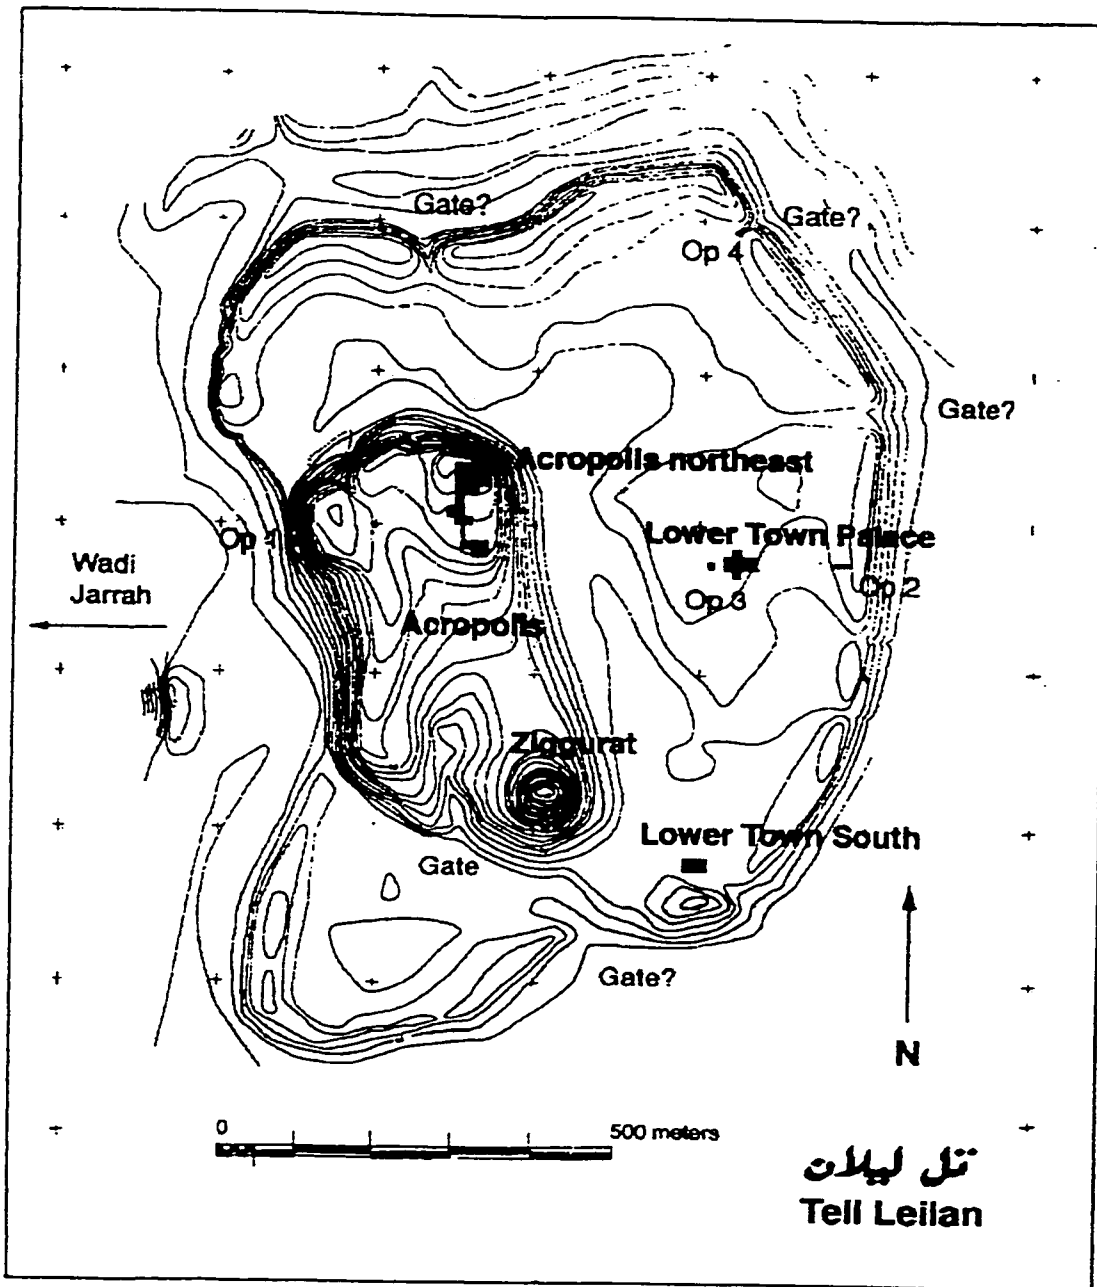 Gate?
Gate?
Op 4
Gate?
Acropolis northeast
Lower Town Palace
Op 1
Op 2
Op 3
Wadi
Jarrah
Acropolis
Ziggurat
Lower Town South
Gate
Gate?
N
0
500 meters
تل ليلان
Tell Leilan